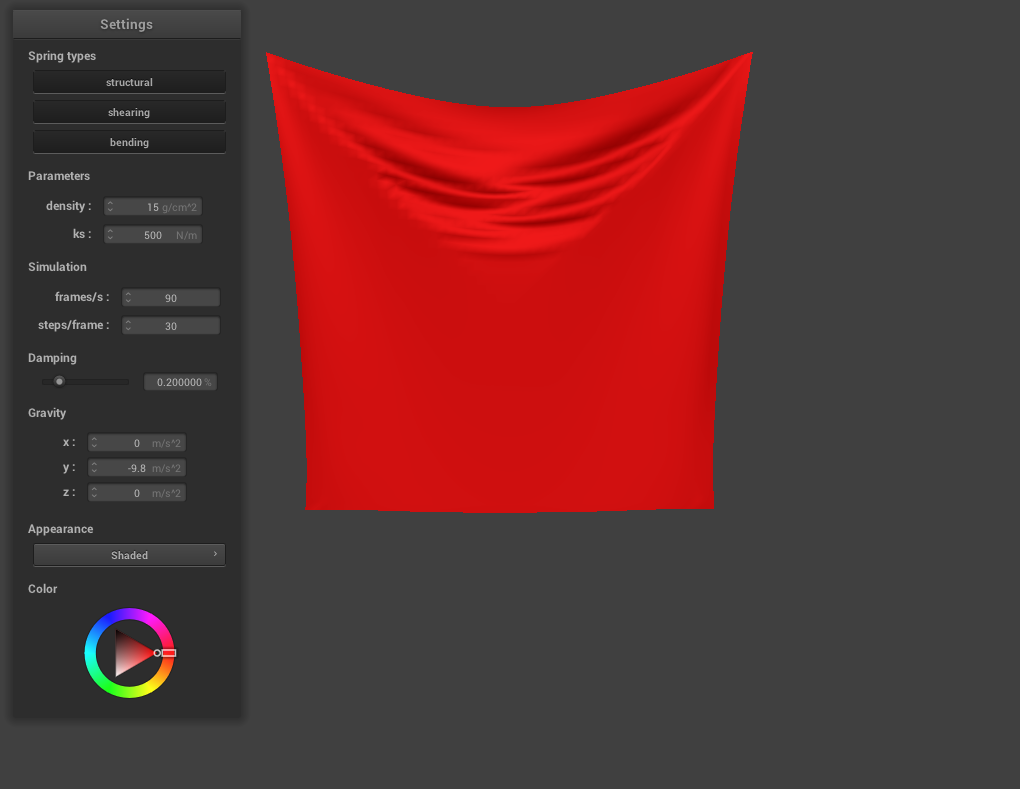 Settings
Spring types
structural
shearing
bending
Parameters
density : 15 g/cm^2
ks : 500 N/m
Simulation
frames/s : 90
steps/frame : 30
Damping
0.200000 %
Gravity
x : 0 m/s^2
y : -9.8 m/s^2
z : 0 m/s^2
Appearance
Shaded
Color